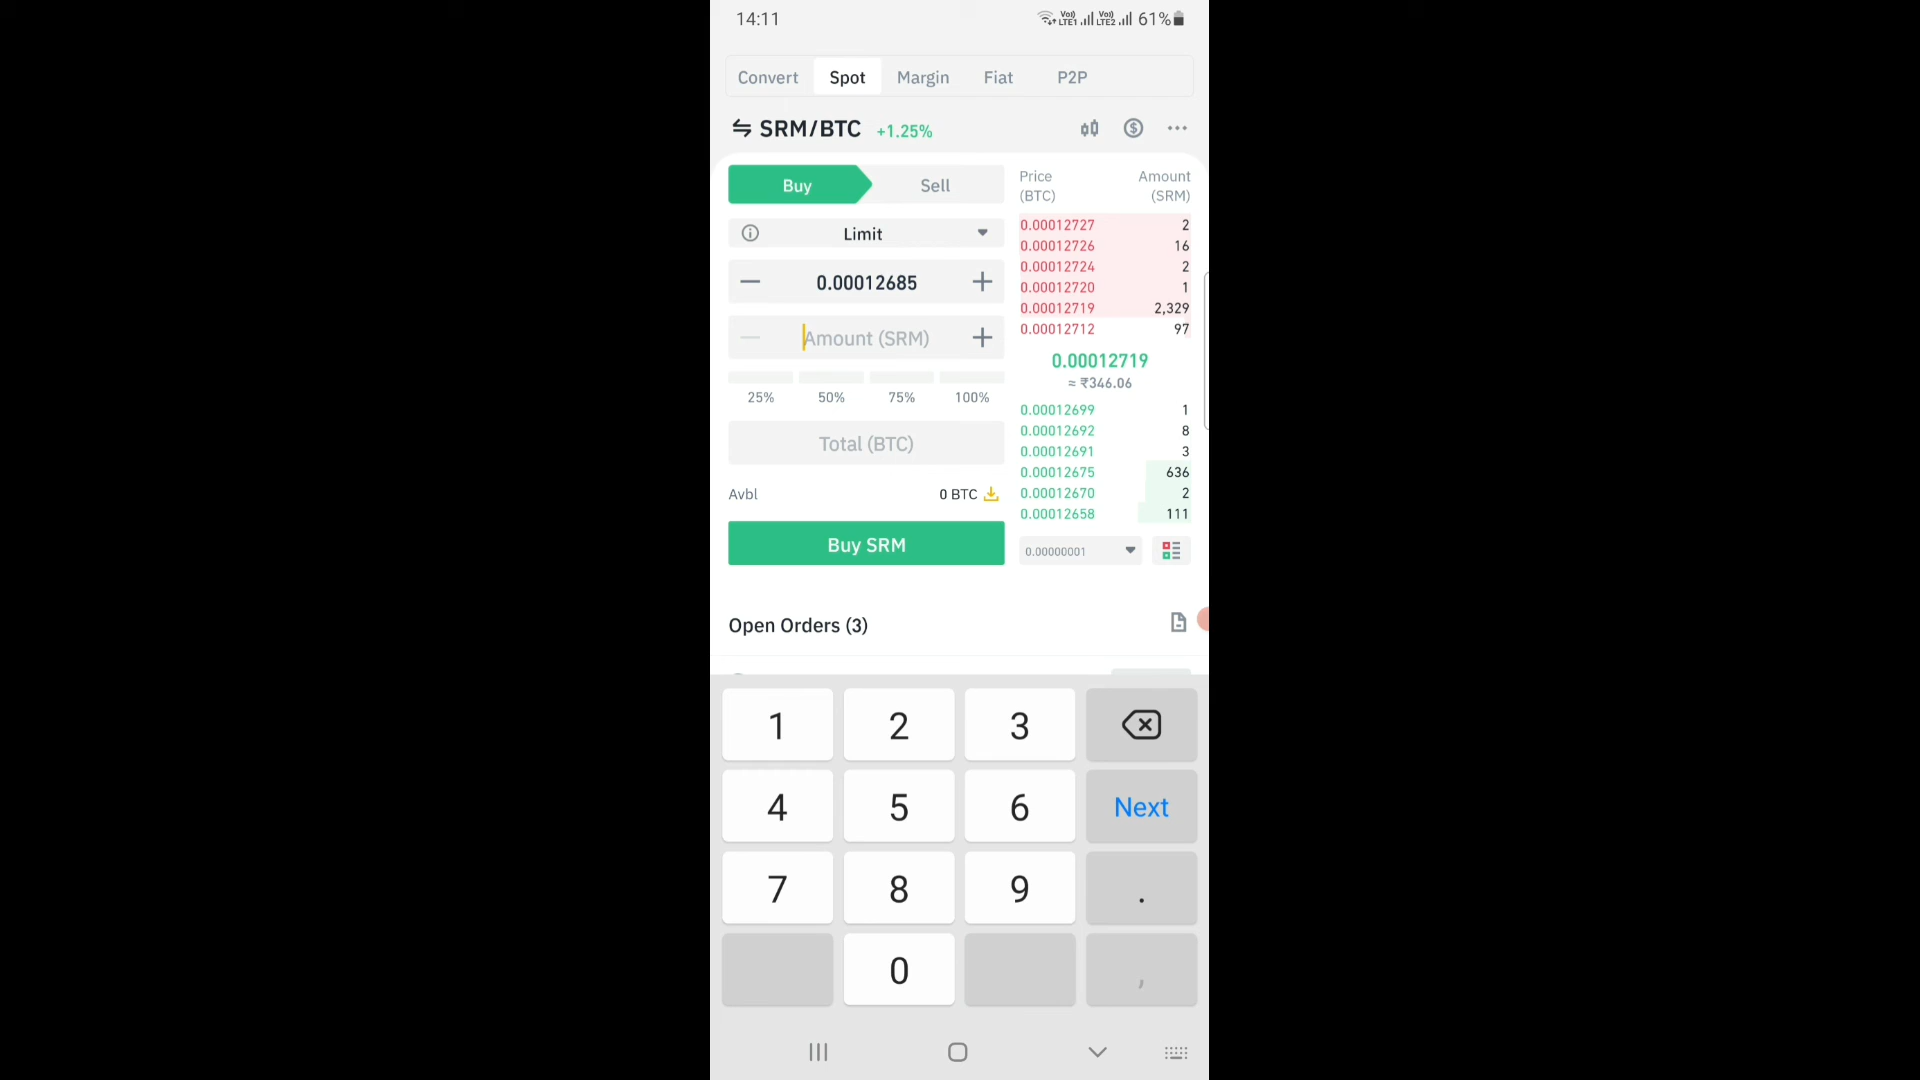 14:11
Vo)) LTE1 Vo)) LTE2 61%
Convert Spot Margin Fiat P2P
SRM/BTC +1.25%
Buy Sell
Limit
0.00012685
Amount (SRM)
25% 50% 75% 100%
Total (BTC)
Avbl 0 BTC
Buy SRM
Price (BTC) Amount (SRM)
0.00012727 2
0.00012726 16
0.00012724 2
0.00012720 1
0.00012719 2,329
0.00012712 97
0.00012719
≈ ₹346.06
0.00012699 1
0.00012692 8
0.00012691 3
0.00012675 636
0.00012670 2
0.00012658 111
0.00000001
Open Orders (3)
1 2 3
4 5 6 Next
7 8 9 .
0 ,